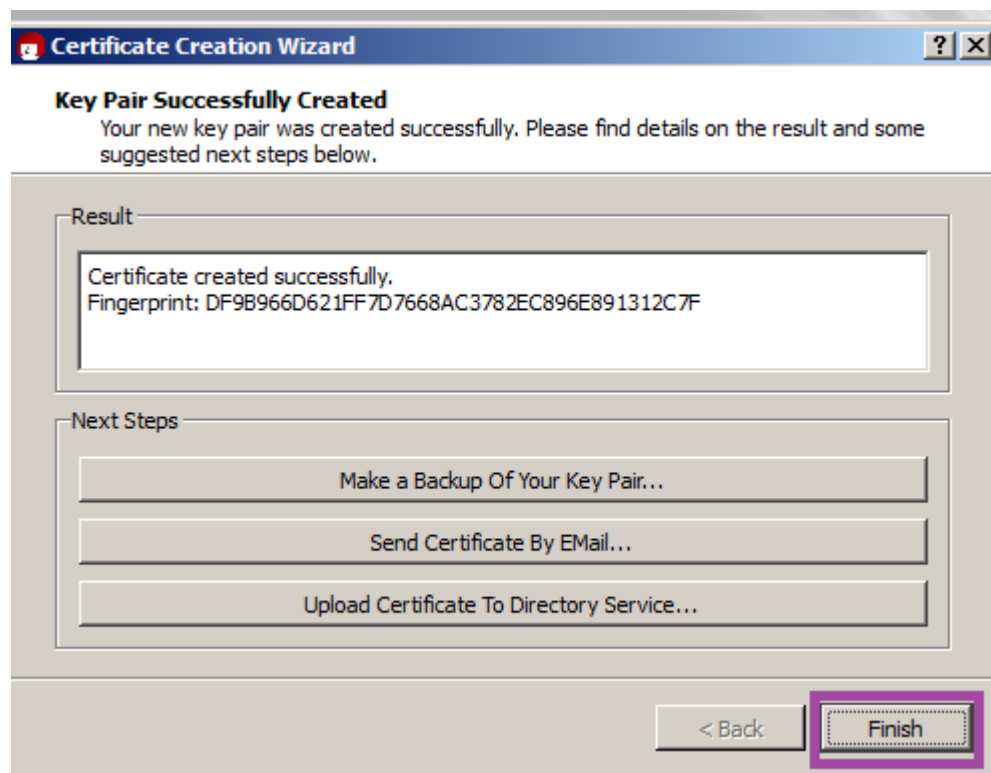 Certificate Creation Wizard
Key Pair Successfully Created
Your new key pair was created successfully. Please find details on the result and some
suggested next steps below.
Result
Certificate created successfully.
Fingerprint: DF9B966D621FF7D7668AC3782EC896E891312C7F
Next Steps
Make a Backup Of Your Key Pair...
Send Certificate By EMail...
Upload Certificate To Directory Service...
< Back
Finish